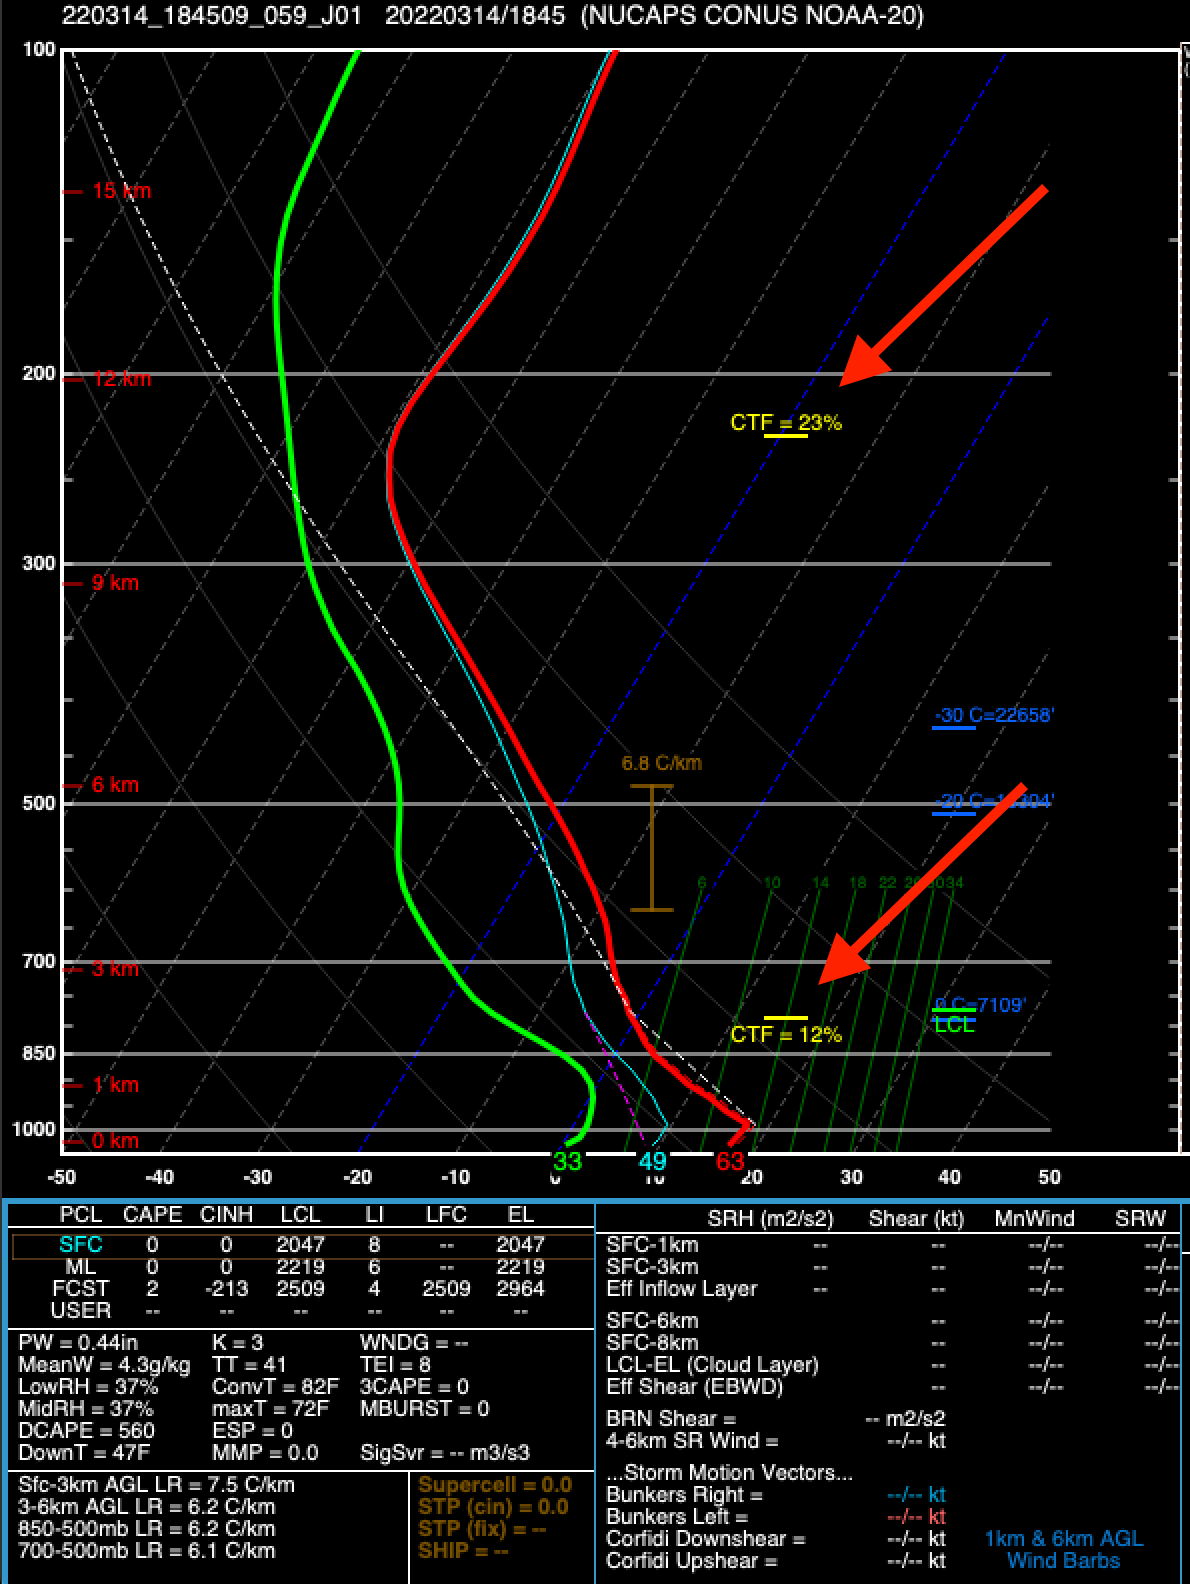 220314_184509_059_J01 20220314/1845 (NUCAPS CONUS NOAA-20)
100
15 km
200
12 km
CTF = 23%
300
9 km
-30 C=22658'
6.8 C/km
6 km
500
-20 C=
6 10 14 18 22 34
700
3 km
0 C=7109'
LCL
CTF = 12%
850
1 km
1000
0 km
33 49 63
-50 -40 -30 -20 -10 20 30 40 50
PCL CAPE CINH LCL LI LFC EL
SFC 0 0 2047 8 -- 2047
ML 0 0 2219 6 -- 2219
FCST 2 -213 2509 4 2509 2964
USER -- -- -- -- -- --
PW = 0.44in K = 3 WNDG = --
MeanW = 4.3g/kg TT = 41 TEI = 8
LowRH = 37% ConvT = 82F 3CAPE = 0
MidRH = 37% maxT = 72F MBURST = 0
DCAPE = 560 ESP = 0
DownT = 47F MMP = 0.0 SigSvr = -- m3/s3
Sfc-3km AGL LR = 7.5 C/km
3-6km AGL LR = 6.2 C/km
850-500mb LR = 6.2 C/km
700-500mb LR = 6.1 C/km
Supercell = 0.0
STP (cin) = 0.0
STP (fix) = --
SHIP = --
SRH (m2/s2) Shear (kt) MnWind SRW
SFC-1km -- -- --/-- --/--
SFC-3km -- -- --/-- --/--
Eff Inflow Layer -- -- --/-- --/--
SFC-6km -- --/-- --/--
SFC-8km -- --/-- --/--
LCL-EL (Cloud Layer) -- --/-- --/--
Eff Shear (EBWD) -- --/-- --/--
BRN Shear = -- m2/s2
4-6km SR Wind = --/-- kt
...Storm Motion Vectors...
Bunkers Right = --/-- kt
Bunkers Left = --/-- kt
Corfidi Downshear = --/-- kt
Corfidi Upshear = --/-- kt
1km & 6km AGL
Wind Barbs